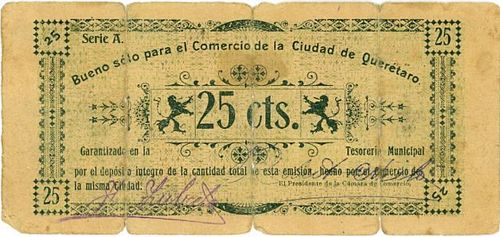 25 Serie A. 25
Bueno sólo para el Comercio de la Ciudad de Querétaro.
25 cts.
Garantizado en la Tesorería Municipal
por el depósito integro de la cantidad total de esta emisión, hecho por el Comercio de
la misma Ciudad.
El Presidente de la Cámara de Comercio,
25 25